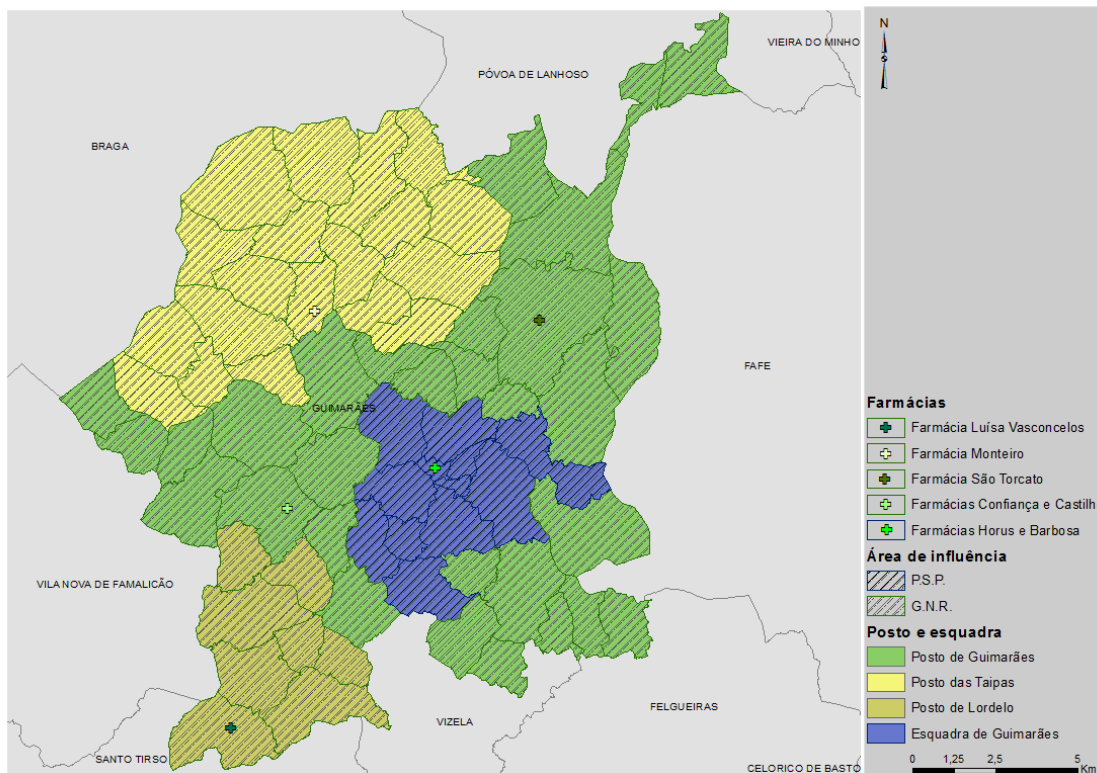 VIEIRA DO MINHO
N
PÓVOA DE LANHOSO
BRAGA
FAFE
GUIMARÃES
VILA NOVA DE FAMALICÃO
VIZELA
FELGUEIRAS
SANTO TIRSO
CELORICO DE BASTO
Farmácias
Farmácia Luísa Vasconcelos
Farmácia Monteiro
Farmácia São Torcato
Farmácias Confiança e Castilh
Farmácias Horus e Barbosa
Área de influência
P.S.P.
G.N.R.
Posto e esquadra
Posto de Guimarães
Posto das Taipas
Posto de Lordelo
Esquadra de Guimarães
0 1,25 2,5 5
Km